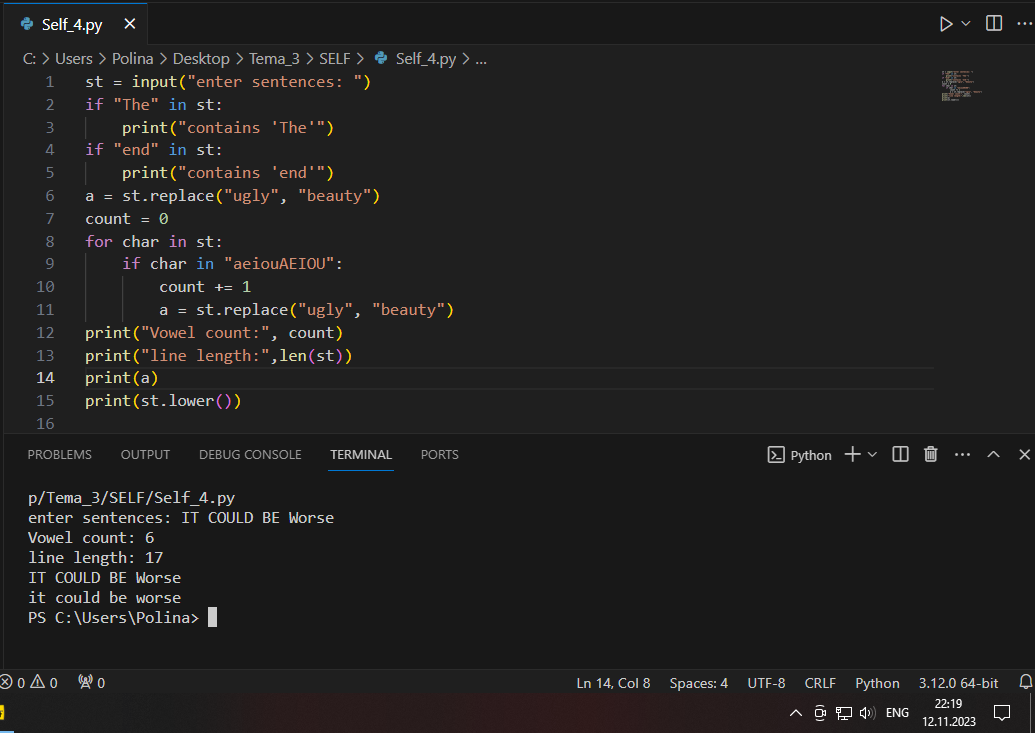 Self_4.py
C: > Users > Polina > Desktop > Tema_3 > SELF > Self_4.py > ...
1 st = input("enter sentences: ")
2 if "The" in st:
3     print("contains 'The'")
4 if "end" in st:
5     print("contains 'end'")
6 a = st.replace("ugly", "beauty")
7 count = 0
8 for char in st:
9     if char in "aeiouAEIOU":
10         count += 1
11         a = st.replace("ugly", "beauty")
12 print("Vowel count:", count)
13 print("line length:",len(st))
14 print(a)
15 print(st.lower())
16
PROBLEMS OUTPUT DEBUG CONSOLE TERMINAL PORTS Python
p/Tema_3/SELF/Self_4.py
enter sentences: IT COULD BE Worse
Vowel count: 6
line length: 17
IT COULD BE Worse
it could be worse
PS C:\Users\Polina>
0 0 0 Ln 14, Col 8 Spaces: 4 UTF-8 CRLF Python 3.12.0 64-bit
ENG 22:19
12.11.2023